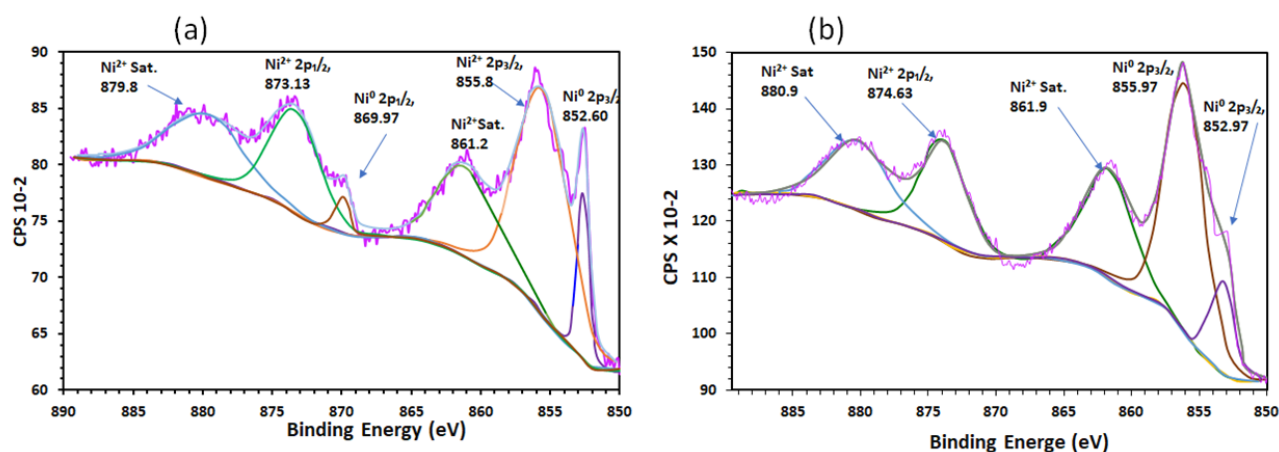 (a)
90
85
80
75
70
65
60
CPS 10-2
Ni²⁺ Sat.
879.8
Ni²⁺ 2p₁/₂,
873.13
Ni⁰ 2p₁/₂,
869.97
Ni²⁺ Sat.
861.2
Ni²⁺ 2p₃/₂,
855.8
Ni⁰ 2p₃/₂
852.60
890 880 870 860 850
Binding Energy (eV)
(b)
150
140
130
120
110
100
90
CPS X 10-2
Ni²⁺ Sat
880.9
Ni²⁺ 2p₁/₂,
874.63
Ni²⁺ Sat.
861.9
Ni⁰ 2p₃/₂,
855.97
Ni⁰ 2p₃/₂,
852.97
885 880 875 870 865 860 855 850
Binding Energe (eV)